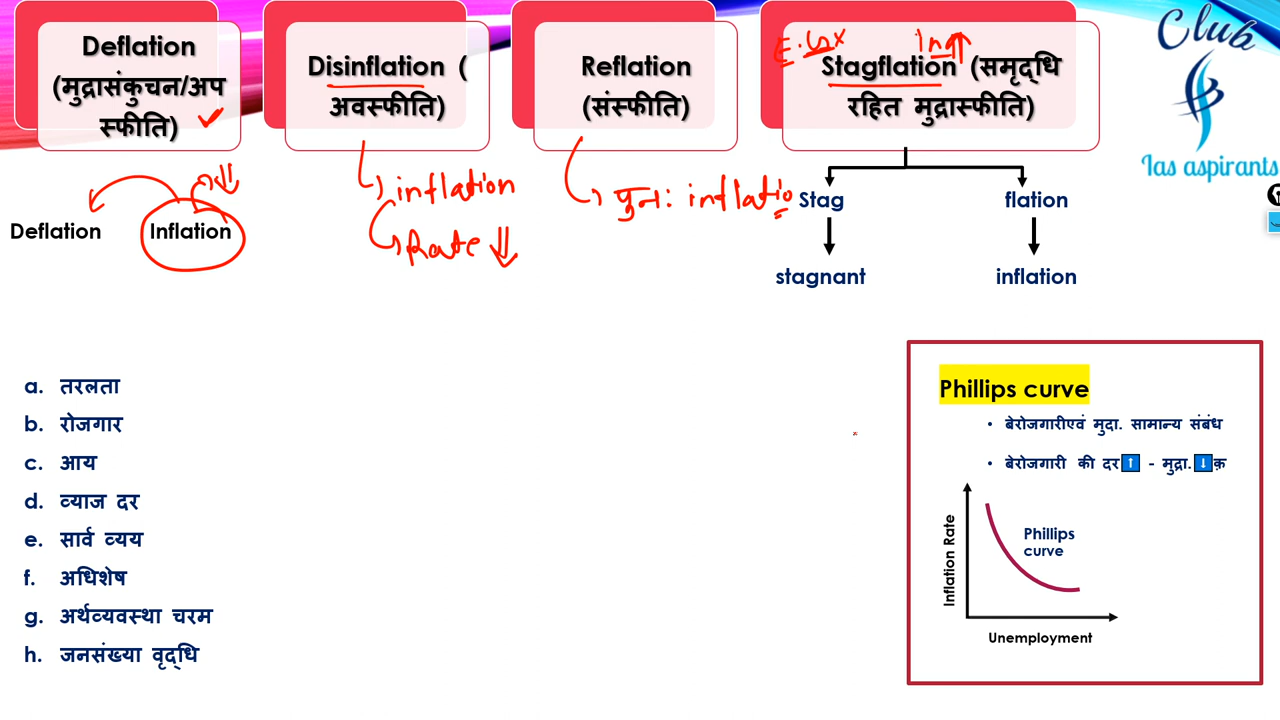 Deflation
(मुद्रासंकुचन/अप
स्फीति)
Disinflation (
अवस्फीति)
Reflation
(संस्फीति)
Stagflation (समृद्धि
रहित मुद्रास्फीति)
Club
Ias aspirants
Deflation
Inflation
inflation
Rate
पुनः inflatio
Stag
flation
stagnant
inflation
a. तरलता
b. रोजगार
c. आय
d. व्याज दर
e. सार्व व्यय
f. अधिशेष
g. अर्थव्यवस्था चरम
h. जनसंख्या वृद्धि
Phillips curve
• बेरोजगारीएवं मुदा. सामान्य संबंध
• बेरोजगारी की दर⬆ - मुद्रा.⬇क़
Inflation Rate
Phillips
curve
Unemployment